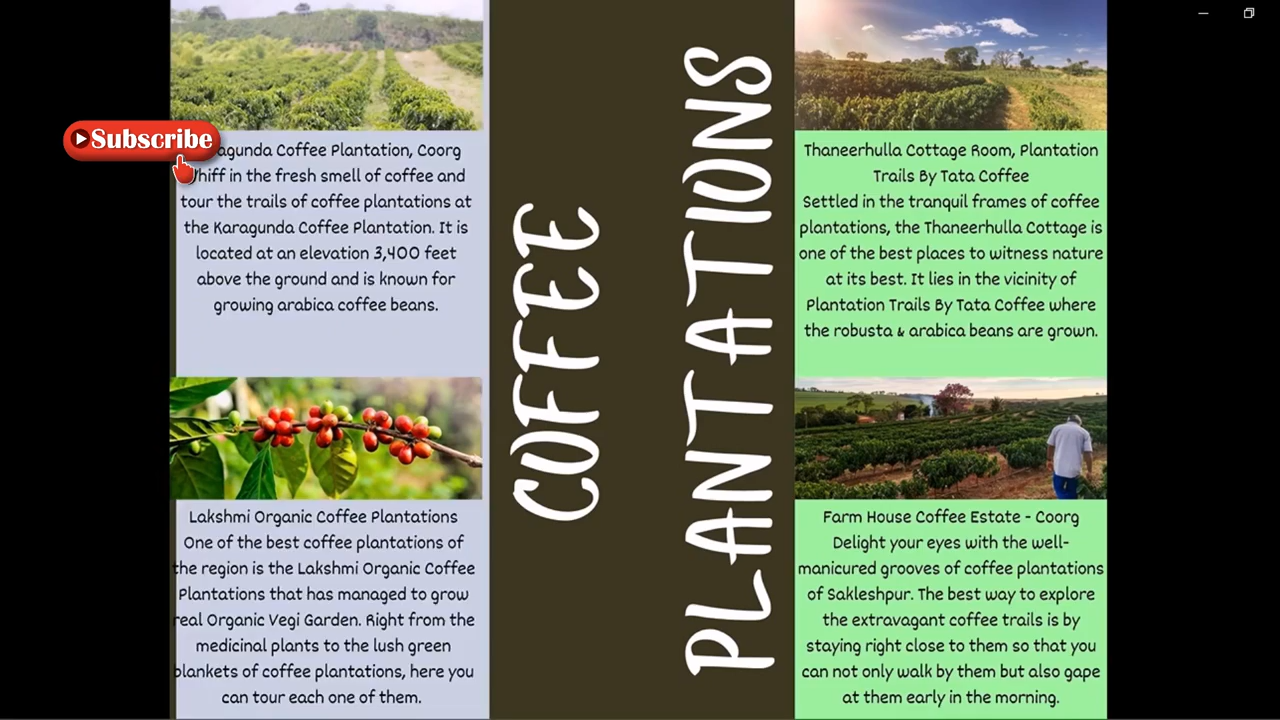 Subscribe
agunda Coffee Plantation, Coorg
Whiff in the fresh smell of coffee and
tour the trails of coffee plantations at
the Karagunda Coffee Plantation. It is
located at an elevation 3,400 feet
above the ground and is known for
growing arabica coffee beans.
Lakshmi Organic Coffee Plantations
One of the best coffee plantations of
the region is the Lakshmi Organic Coffee
Plantations that has managed to grow
real Organic Vegi Garden. Right from the
medicinal plants to the lush green
blankets of coffee plantations, here you
can tour each one of them.
COFFEE
PLANTATIONS
Thaneerhulla Cottage Room, Plantation
Trails By Tata Coffee
Settled in the tranquil frames of coffee
plantations, the Thaneerhulla Cottage is
one of the best places to witness nature
at its best. It lies in the vicinity of
Plantation Trails By Tata Coffee where
the robusta & arabica beans are grown.
Farm House Coffee Estate - Coorg
Delight your eyes with the well-
manicured grooves of coffee plantations
of Sakleshpur. The best way to explore
the extravagant coffee trails is by
staying right close to them so that you
can not only walk by them but also gape
at them early in the morning.